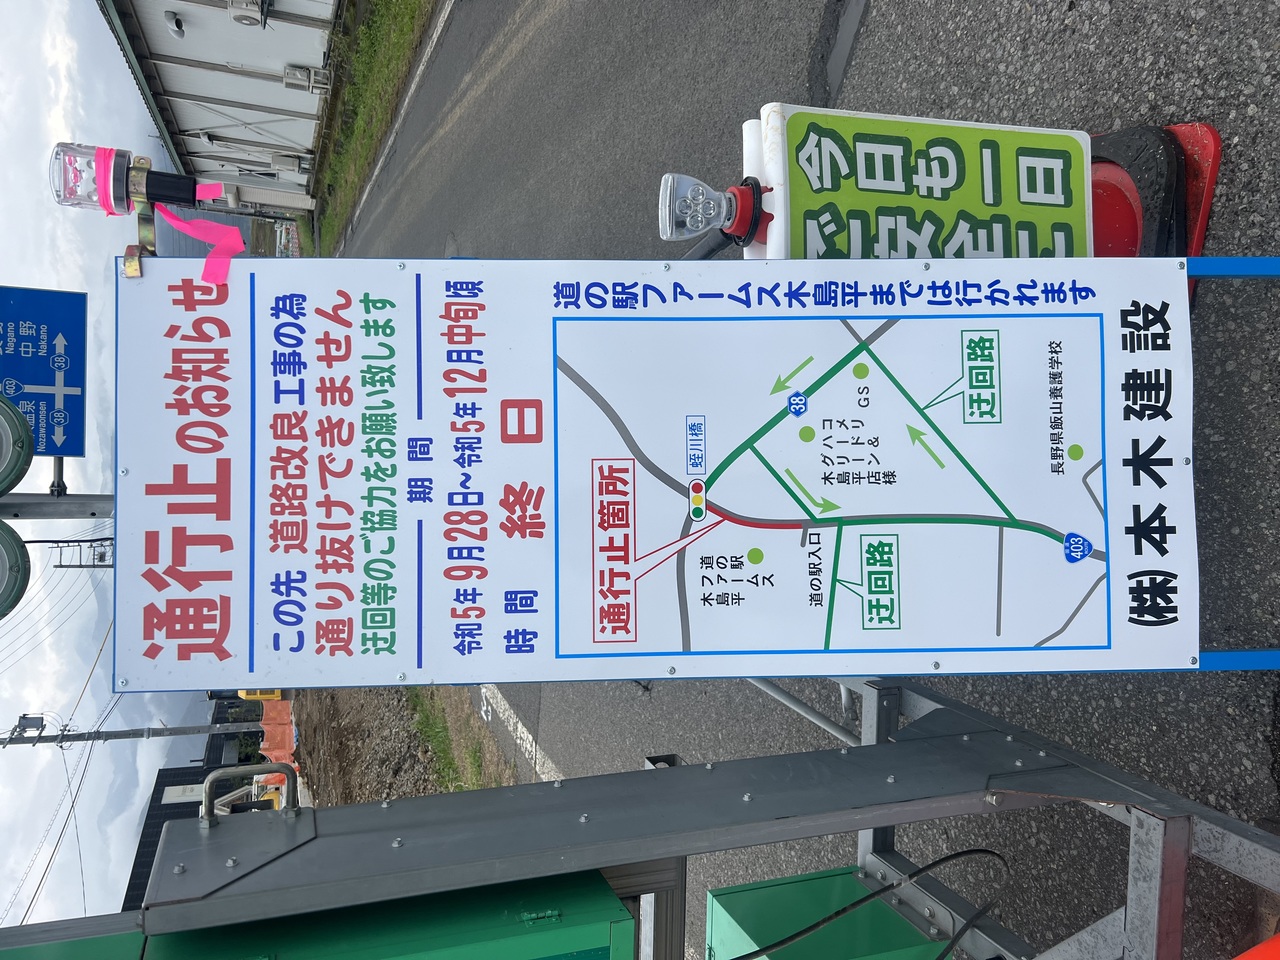 通行止のお知らせ
この先 道路改良工事の為
通り抜けできません
迂回等のご協力をお願い致します
期間
令和5年9月28日~令和5年12月中旬頃
時間 終日
道の駅ファームス木島平までは行かれます
通行止箇所
蛭川橋
38
道の駅
ファームス
木島平
コメリ
ハード&
グリーン
木島平店様
GS
道の駅入口
迂回路
迂回路
長野県飯山養護学校
403
(株)本木建設
今日も一日
403
中野
Nagano
Nakano
38
38
Nozawaonsen
温泉